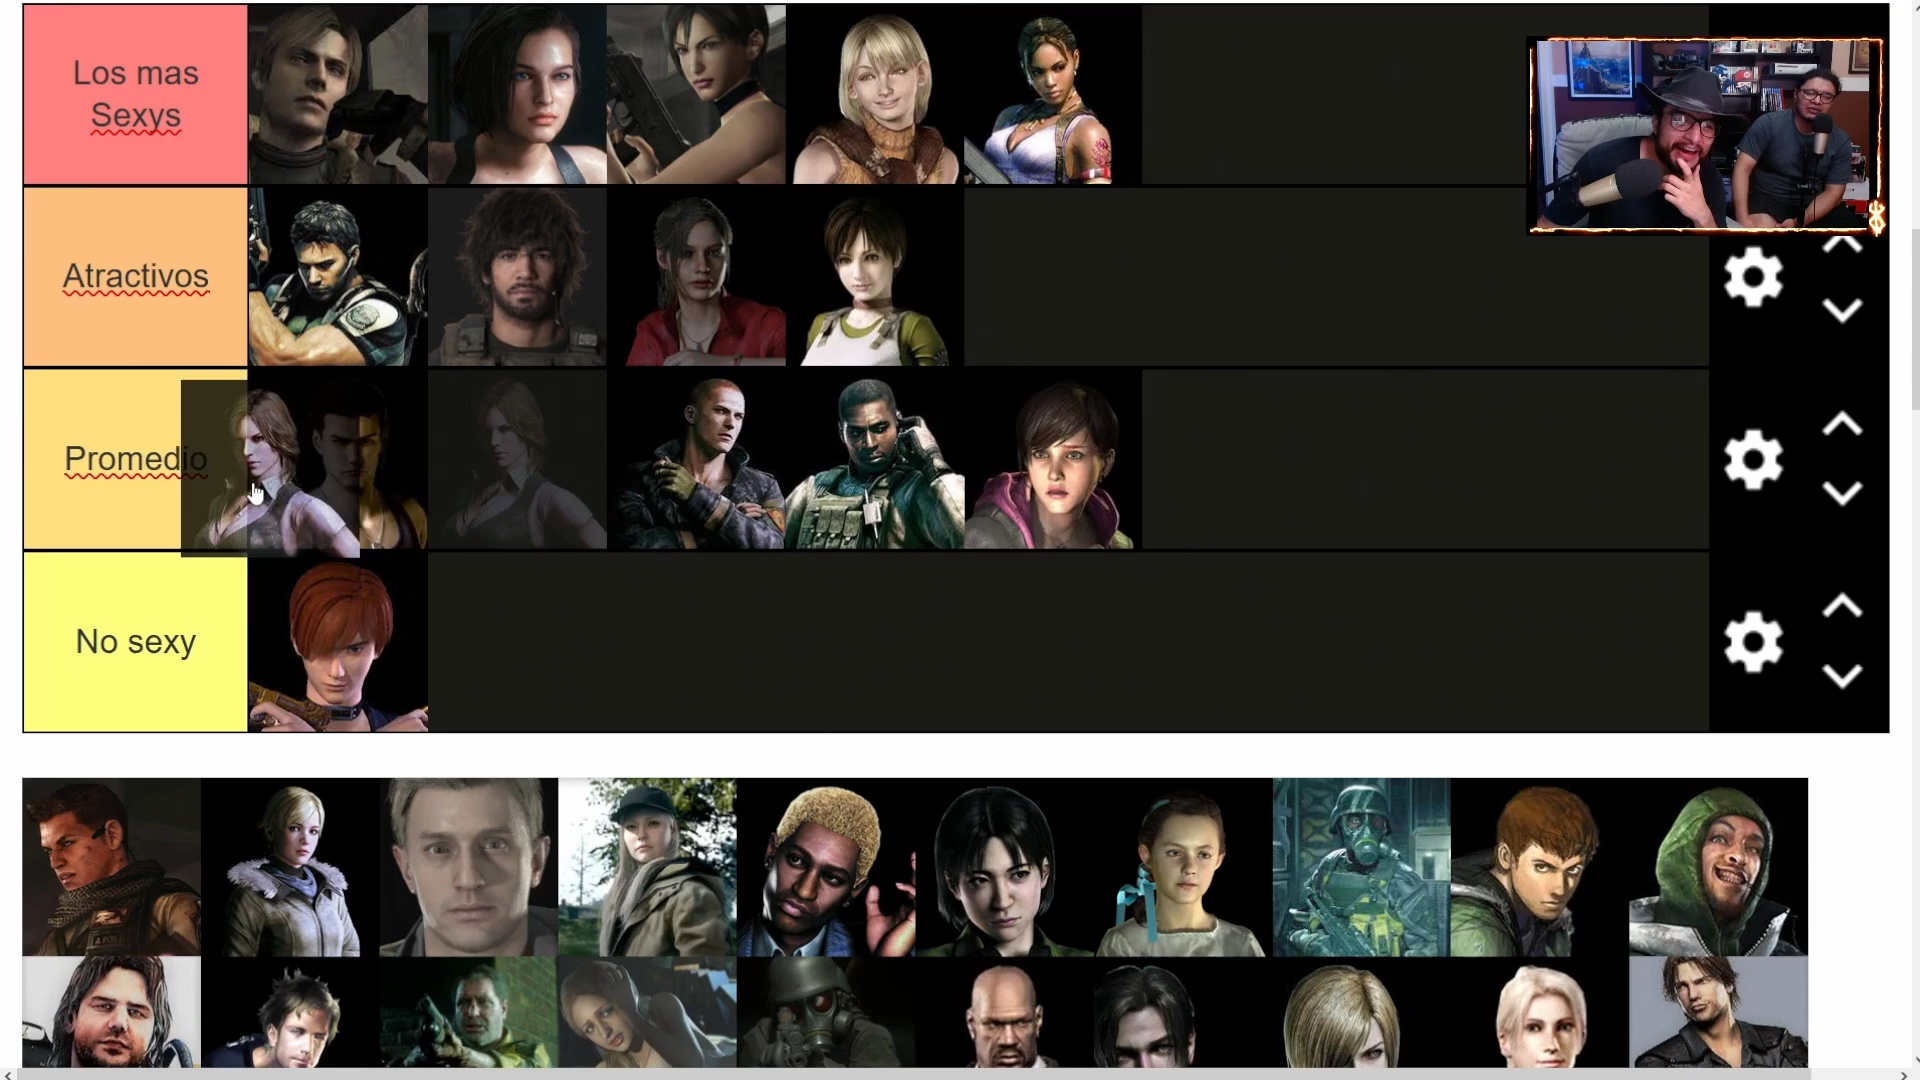 Los mas
Sexys
Atractivos
Promedio
No sexy